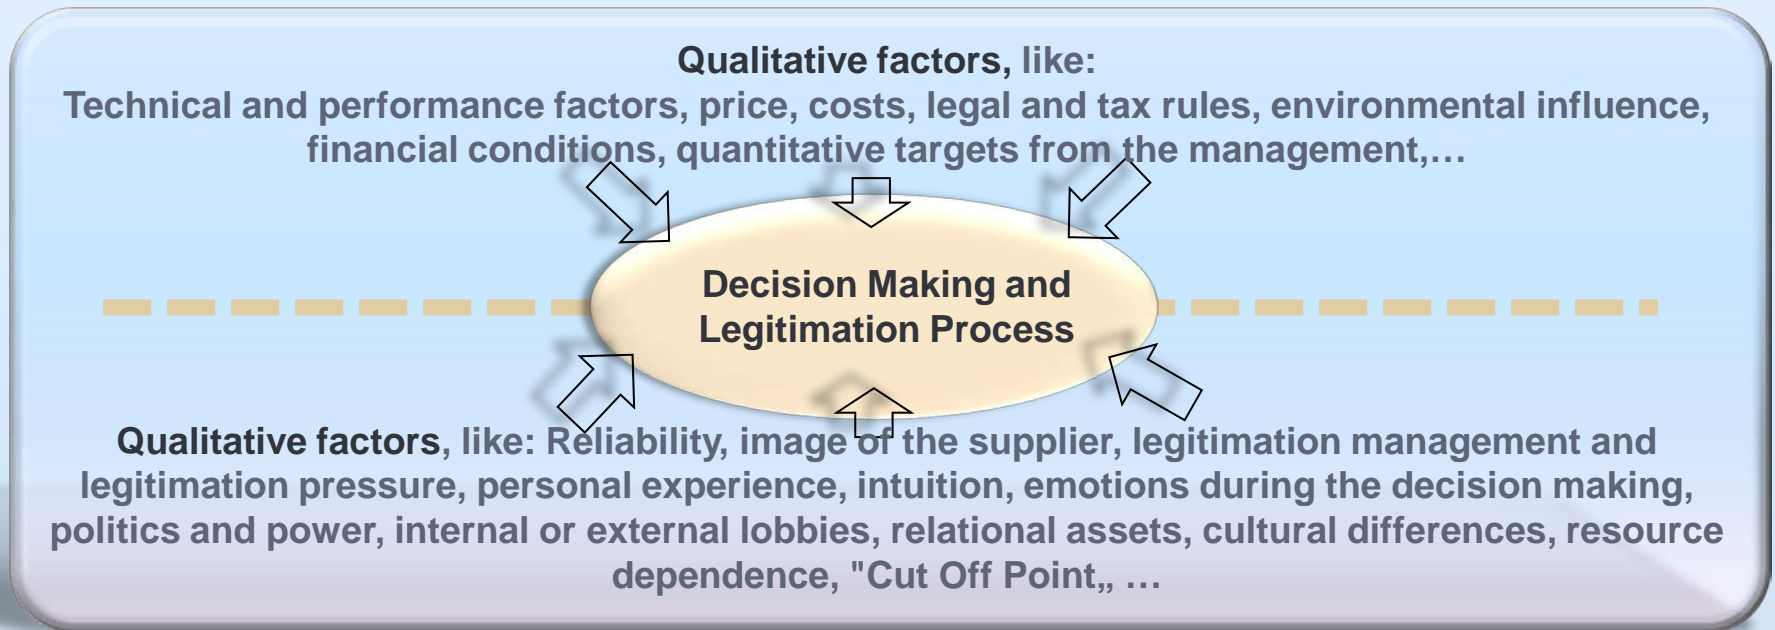 Qualitative factors, like:
Technical and performance factors, price, costs, legal and tax rules, environmental influence,
financial conditions, quantitative targets from the management,…
Decision Making and
Legitimation Process
Qualitative factors, like: Reliability, image of the supplier, legitimation management and
legitimation pressure, personal experience, intuition, emotions during the decision making,
politics and power, internal or external lobbies, relational assets, cultural differences, resource
dependence, "Cut Off Point„ …